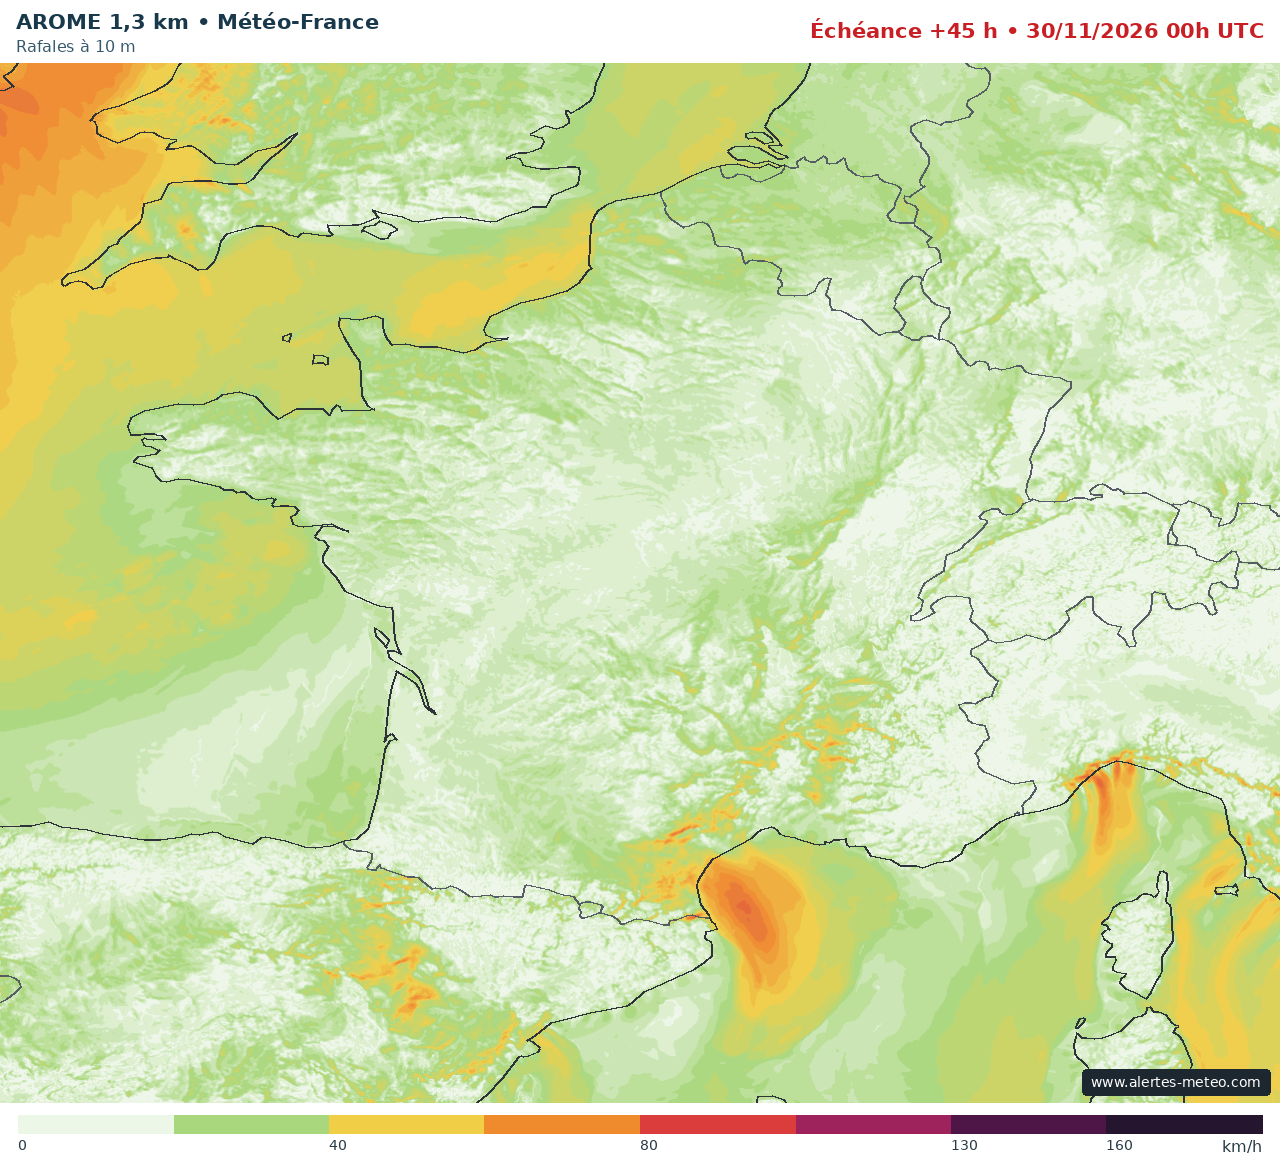 AROME 1,3 km • Météo-France
Rafales à 10 m
Échéance +45 h • 30/11/2026 00h UTC
www.alertes-meteo.com
0 40 80 130 160 km/h